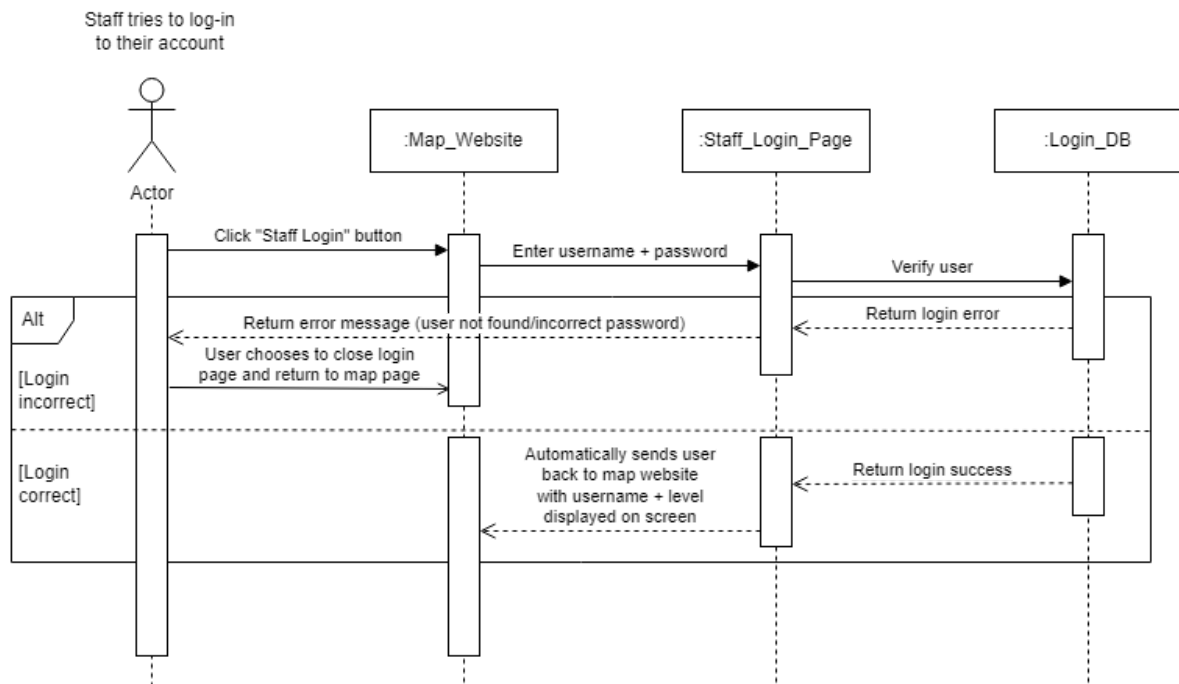 Staff tries to log-in
to their account
:Map_Website
:Staff_Login_Page
:Login_DB
Actor
Click "Staff Login" button
Enter username + password
Verify user
Alt
Return error message (user not found/incorrect password)
Return login error
User chooses to close login
page and return to map page
[Login
incorrect]
[Login
correct]
Automatically sends user
back to map website
with username + level
displayed on screen
Return login success